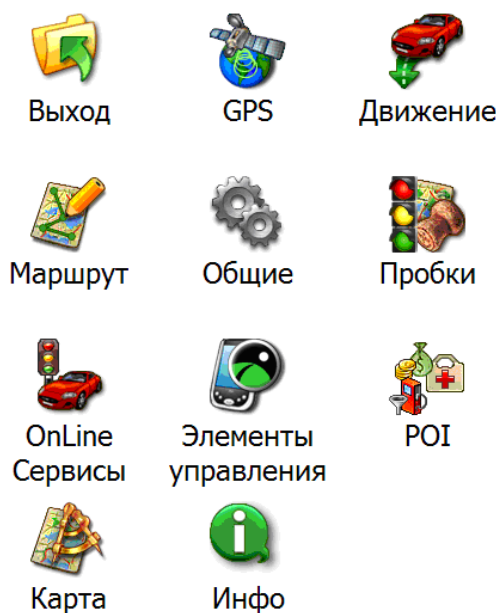 Выход
GPS
Движение
Маршрут
Общие
Пробки
OnLine
Сервисы
Элементы
управления
POI
Карта
Инфо